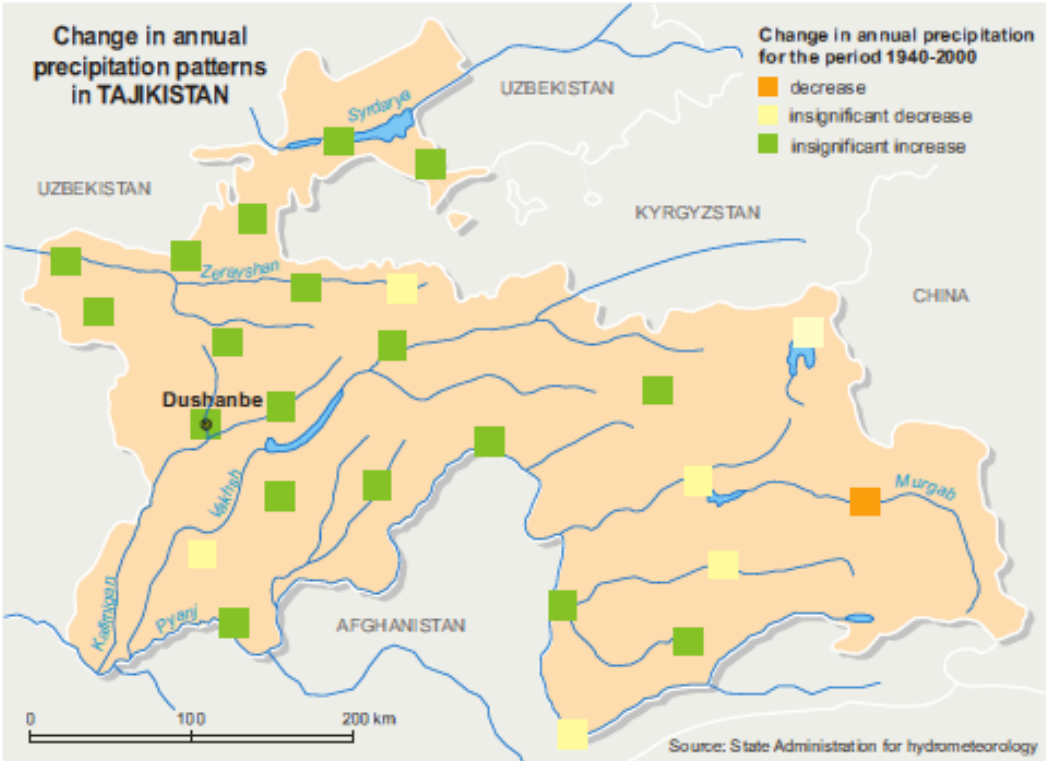 Change in annual
precipitation patterns
in TAJIKISTAN
Change in annual precipitation
for the period 1940-2000
decrease
insignificant decrease
insignificant increase
UZBEKISTAN
Syrdarya
UZBEKISTAN
KYRGYZSTAN
Zeravshan
CHINA
Dushanbe
Vakhsh
Murgab
Kafirnigan
Pyanj
AFGHANISTAN
0 100 200 km
Source: State Administration for hydrometeorology